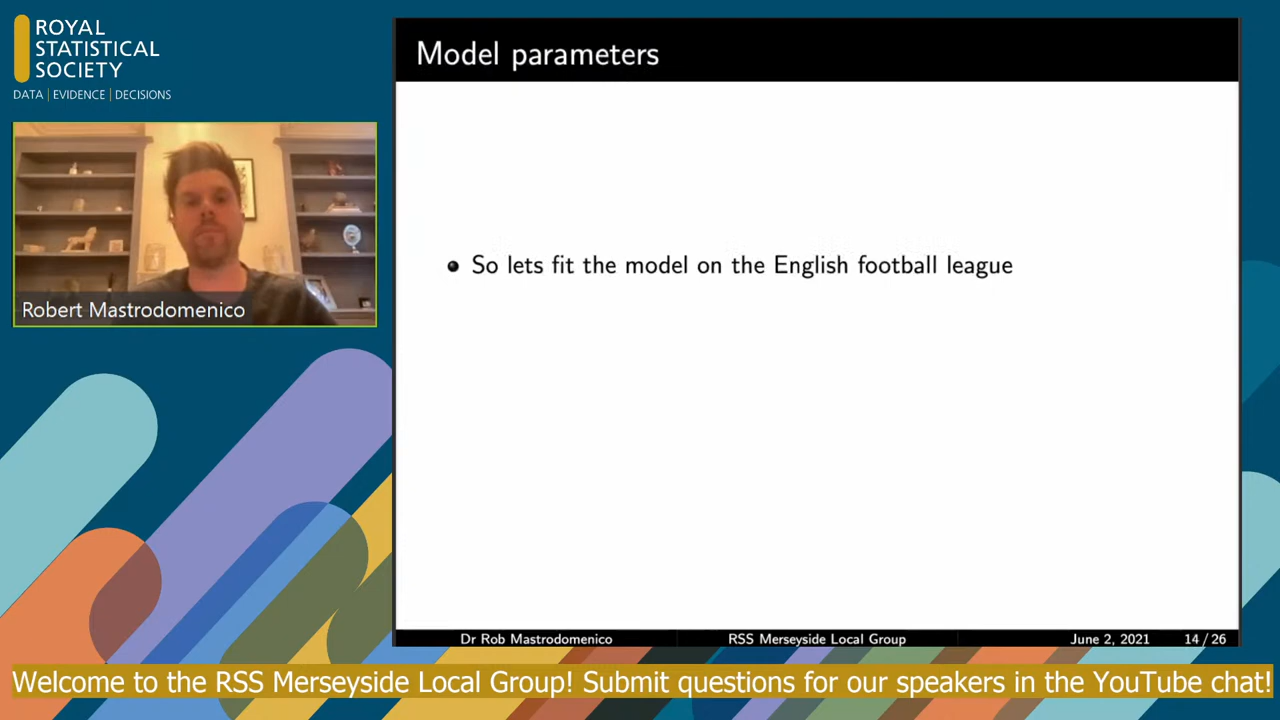 ROYAL
STATISTICAL
SOCIETY
DATA | EVIDENCE | DECISIONS
Robert Mastrodomenico
Model parameters
So lets fit the model on the English football league
Dr Rob Mastrodomenico RSS Merseyside Local Group June 2, 2021 14 / 26
Welcome to the RSS Merseyside Local Group! Submit questions for our speakers in the YouTube chat!